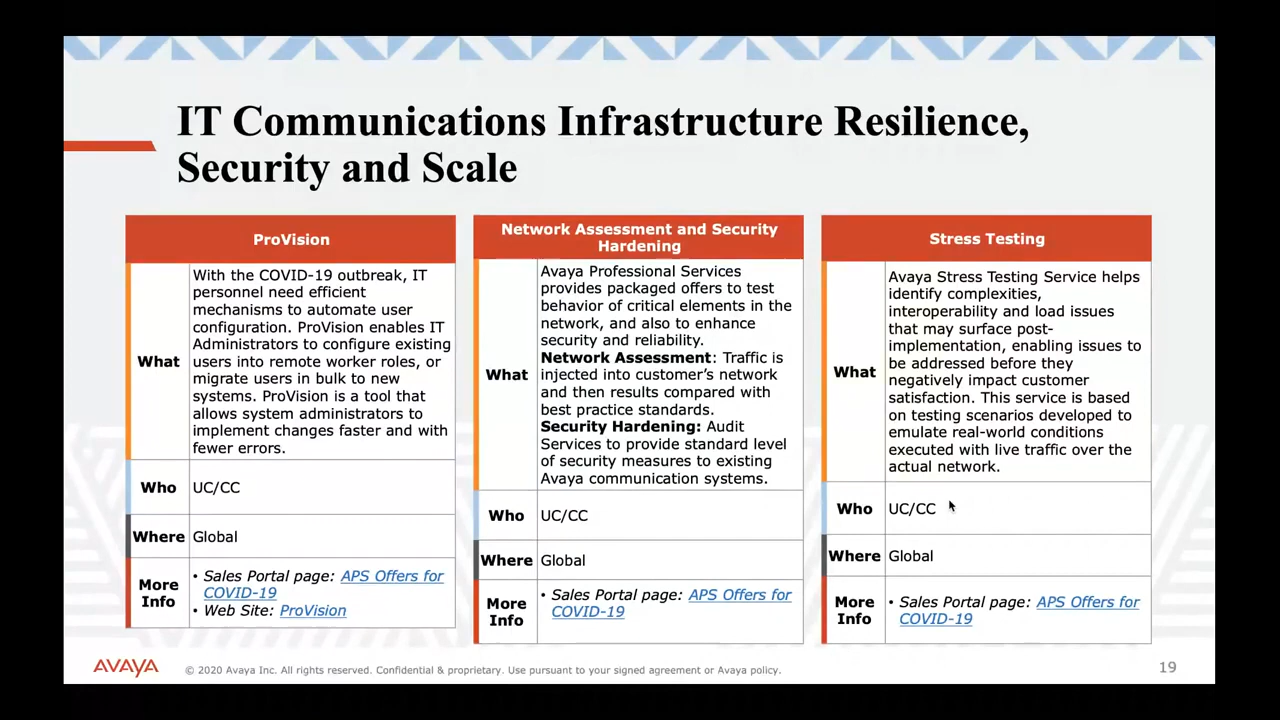 IT Communications Infrastructure Resilience,
Security and Scale
ProVision
What
With the COVID-19 outbreak, IT
personnel need efficient
mechanisms to automate user
configuration. ProVision enables IT
Administrators to configure existing
users into remote worker roles, or
migrate users in bulk to new
systems. ProVision is a tool that
allows system administrators to
implement changes faster and with
fewer errors.
Who
UC/CC
Where
Global
More
Info
• Sales Portal page: APS Offers for
COVID-19
• Web Site: ProVision
Network Assessment and Security
Hardening
What
Avaya Professional Services
provides packaged offers to test
behavior of critical elements in the
network, and also to enhance
security and reliability.
Network Assessment: Traffic is
injected into customer’s network
and then results compared with
best practice standards.
Security Hardening: Audit
Services to provide standard level
of security measures to existing
Avaya communication systems.
Who
UC/CC
Where
Global
More
Info
• Sales Portal page: APS Offers for
COVID-19
Stress Testing
What
Avaya Stress Testing Service helps
identify complexities,
interoperability and load issues
that may surface post-
implementation, enabling issues to
be addressed before they
negatively impact customer
satisfaction. This service is based
on testing scenarios developed to
emulate real-world conditions
executed with live traffic over the
actual network.
Who
UC/CC
Where
Global
More
Info
• Sales Portal page: APS Offers for
COVID-19
AVAYA
© 2020 Avaya Inc. All rights reserved. Confidential & proprietary. Use pursuant to your signed agreement or Avaya policy.
19